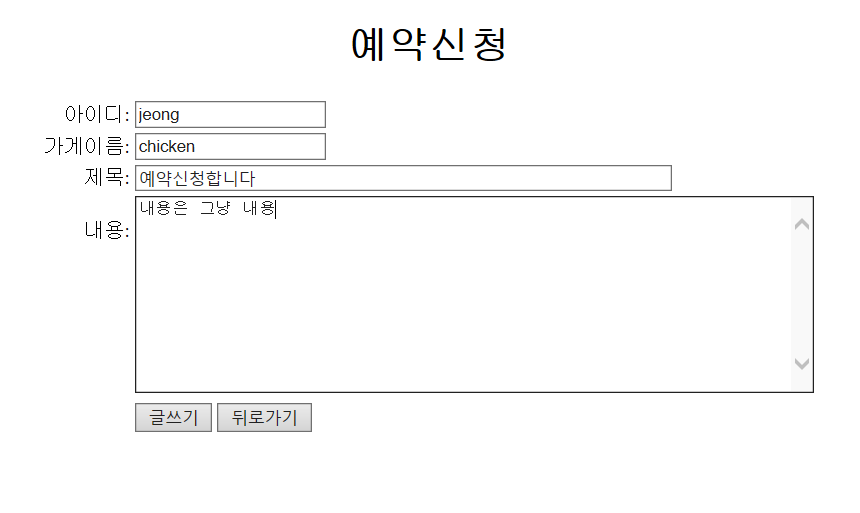 예약신청
아이디: jeong
가게이름: chicken
제목: 예약신청합니다
내용: 내용은 그냥 내용
글쓰기 뒤로가기